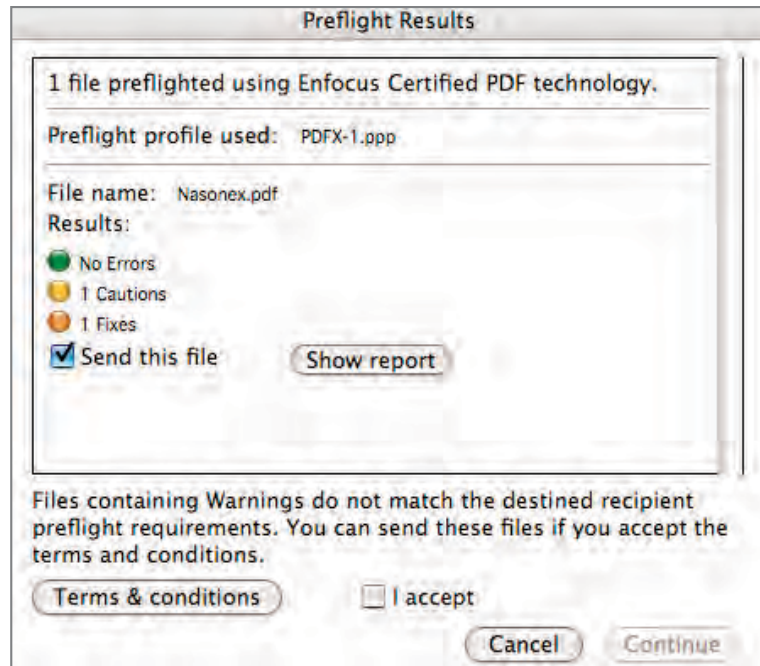 Preflight Results
1 file preflighted using Enfocus Certified PDF technology.
Preflight profile used: PDFX-1.ppp
File name: Nasonex.pdf
Results:
No Errors
1 Cautions
1 Fixes
Send this file Show report
Files containing Warnings do not match the destined recipient
preflight requirements. You can send these files if you accept the
terms and conditions.
Terms & conditions I accept
Cancel Continue